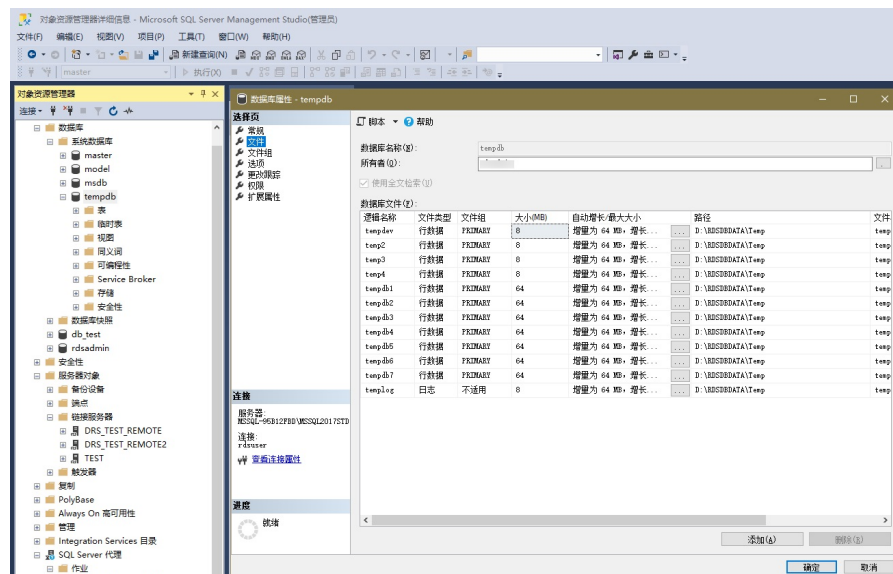 对象资源管理器详细信息 - Microsoft SQL Server Management Studio(管理员)
文件(F) 编辑(E) 视图(V) 项目(P) 工具(T) 窗口(W) 帮助(H)
新建查询(N)
master 执行(X)
对象资源管理器
连接
数据库
系统数据库
master
model
msdb
tempdb
表
临时表
视图
同义词
可编程性
Service Broker
存储
安全性
数据库快照
db_test
rdsadmin
安全性
服务器对象
备份设备
端点
链接服务器
DRS_TEST_REMOTE
DRS_TEST_REMOTE2
TEST
触发器
复制
PolyBase
Always On 高可用性
管理
Integration Services 目录
SQL Server 代理
作业
数据库属性 - tempdb
选择页
常规
文件
文件组
选项
更改跟踪
权限
扩展属性
连接
服务器:
MSSQL-95B12FBD\MSSQL2017STD
连接:
rdsuser
查看连接属性
进度
就绪
脚本 帮助
数据库名称(N): tempdb
所有者(O):
使用全文检索(U)
数据库文件(F):
逻辑名称 文件类型 文件组 大小(MB) 自动增长/最大大小 路径 文件
tempdev 行数据 PRIMARY 8 增量为 64 MB，增长... ... D:\RDSDBDATA\Temp temp
temp2 行数据 PRIMARY 8 增量为 64 MB，增长... ... D:\RDSDBDATA\Temp temp
temp3 行数据 PRIMARY 8 增量为 64 MB，增长... ... D:\RDSDBDATA\Temp temp
temp4 行数据 PRIMARY 8 增量为 64 MB，增长... ... D:\RDSDBDATA\Temp temp
tempdb1 行数据 PRIMARY 64 增量为 64 MB，增长... ... D:\RDSDBDATA\Temp temp
tempdb2 行数据 PRIMARY 64 增量为 64 MB，增长... ... D:\RDSDBDATA\Temp temp
tempdb3 行数据 PRIMARY 64 增量为 64 MB，增长... ... D:\RDSDBDATA\Temp temp
tempdb4 行数据 PRIMARY 64 增量为 64 MB，增长... ... D:\RDSDBDATA\Temp temp
tempdb5 行数据 PRIMARY 64 增量为 64 MB，增长... ... D:\RDSDBDATA\Temp temp
tempdb6 行数据 PRIMARY 64 增量为 64 MB，增长... ... D:\RDSDBDATA\Temp temp
tempdb7 行数据 PRIMARY 64 增量为 64 MB，增长... ... D:\RDSDBDATA\Temp temp
templog 日志 不适用 8 增量为 64 MB，增长... ... D:\RDSDBDATA\Temp temp
添加(A) 删除(R)
确定 取消